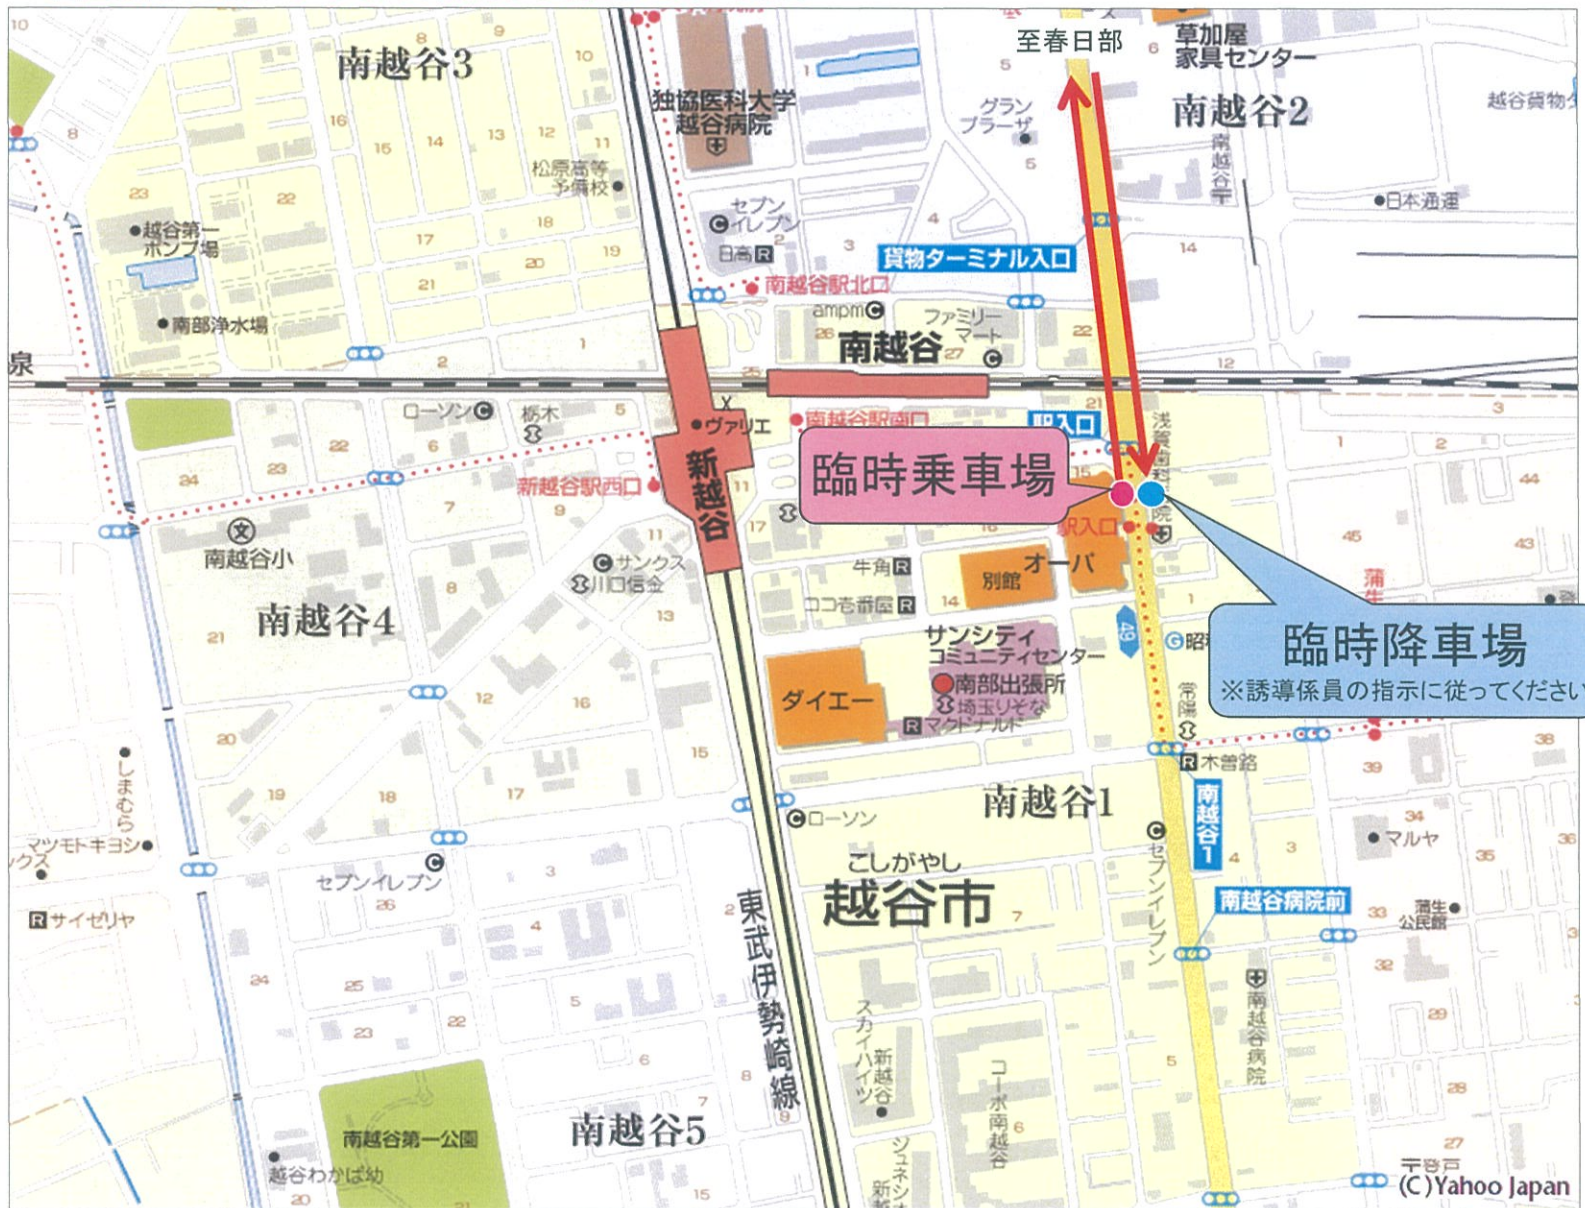 南越谷3
独協医科大学
越谷病院
至春日部
草加屋
家具センター
南越谷2
グラン
プラーザ
南越谷〒
日本通運
松原高等
予備校
越谷第一
ポンプ場
セブン
イレブン
日高
貨物ターミナル入口
南越谷駅北口
南部浄水場
ampm
ファミリー
マート
南越谷
泉
ローソン
栃木
ヴァリエ
南越谷駅南口
駅入口
臨時乗車場
新越谷
新越谷駅西口
駅入口
南越谷小
サンクス
川口信金
牛角
オーパ
別館
ココ壱番屋
南越谷4
49
臨時降車場
※誘導係員の指示に従ってください
サンシティ
コミュニティセンター
南部出張所
埼玉りそな
マクドナルド
ダイエー
常陽
木曽路
しまむら
マツモトキヨシ
ローソン
南越谷1
南越谷1
マルヤ
こしがやし
越谷市
セブンイレブン
セブンイレブン
サイゼリヤ
南越谷病院前
蒲生
公民館
東武伊勢崎線
南越谷病院
スカイハイツ
新越谷
コーポ南越谷
南越谷第一公園
南越谷5
越谷わかば幼
〒登戸
(C)Yahoo Japan